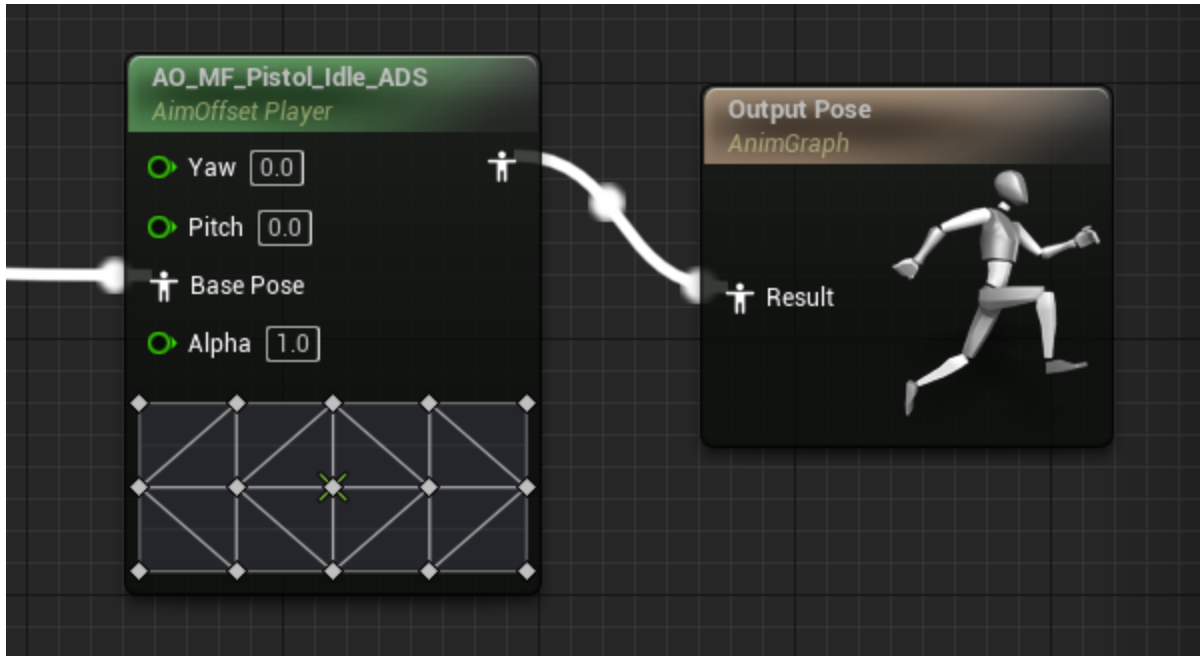 AO_MF_Pistol_Idle_ADS
AimOffset Player
Yaw 0.0
Pitch 0.0
Base Pose
Alpha 1.0
Output Pose
AnimGraph
Result